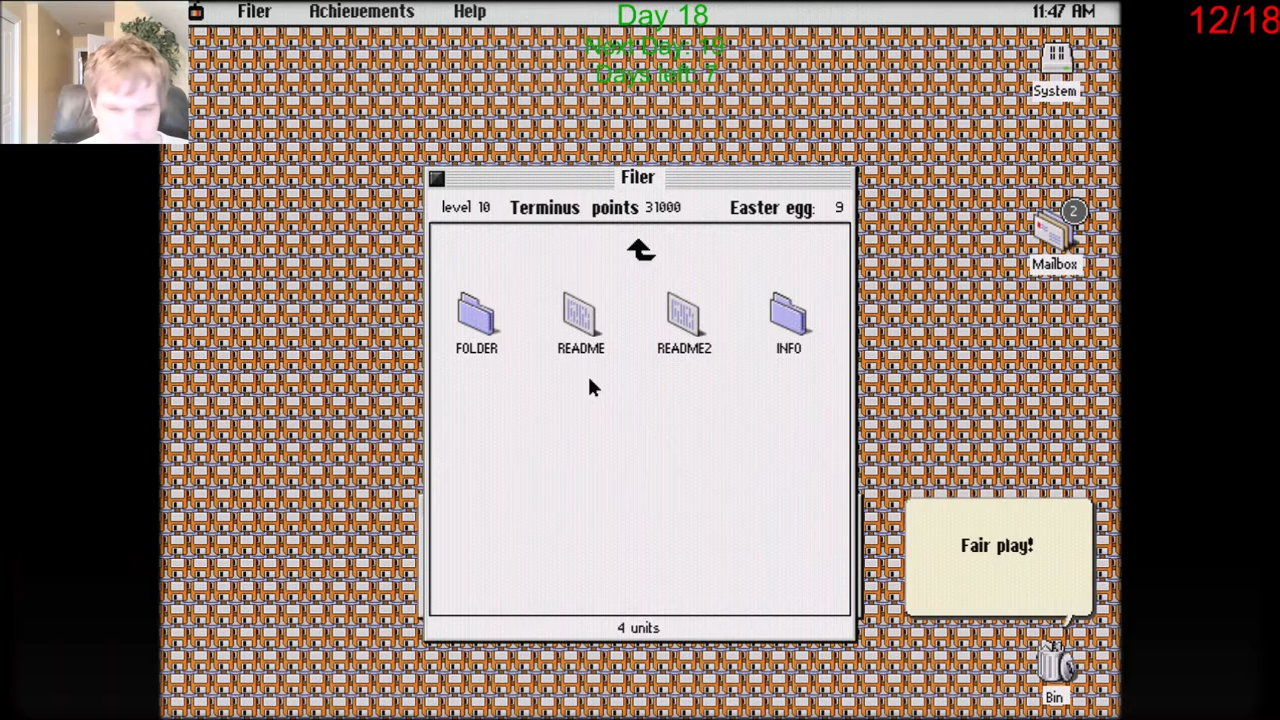 Filer Achievements Help Day 18 11:47 AM 12/18
Next Day: 19
Days left: 7
System
Filer
level 10 Terminus points 31000 Easter egg: 9
2
Mailbox
FOLDER README README2 INFO
Fair play!
4 units
Bin